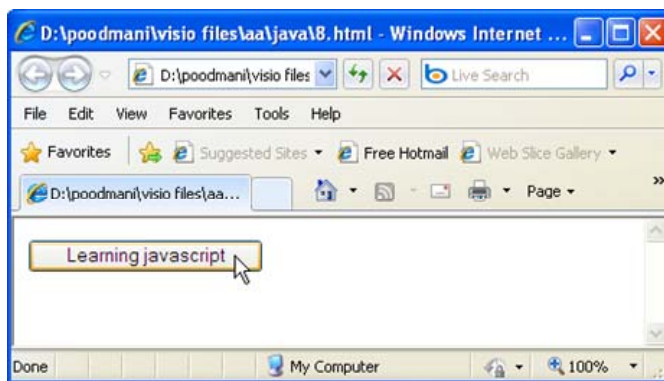 D:\poodmani\visio files\aa\java\8.html - Windows Internet ...
D:\poodmani\visio files
Live Search
File Edit View Favorites Tools Help
Favorites Suggested Sites Free Hotmail Web Slice Gallery
D:\poodmani\visio files\aa... Page »
Learning javascript
Done My Computer 100%